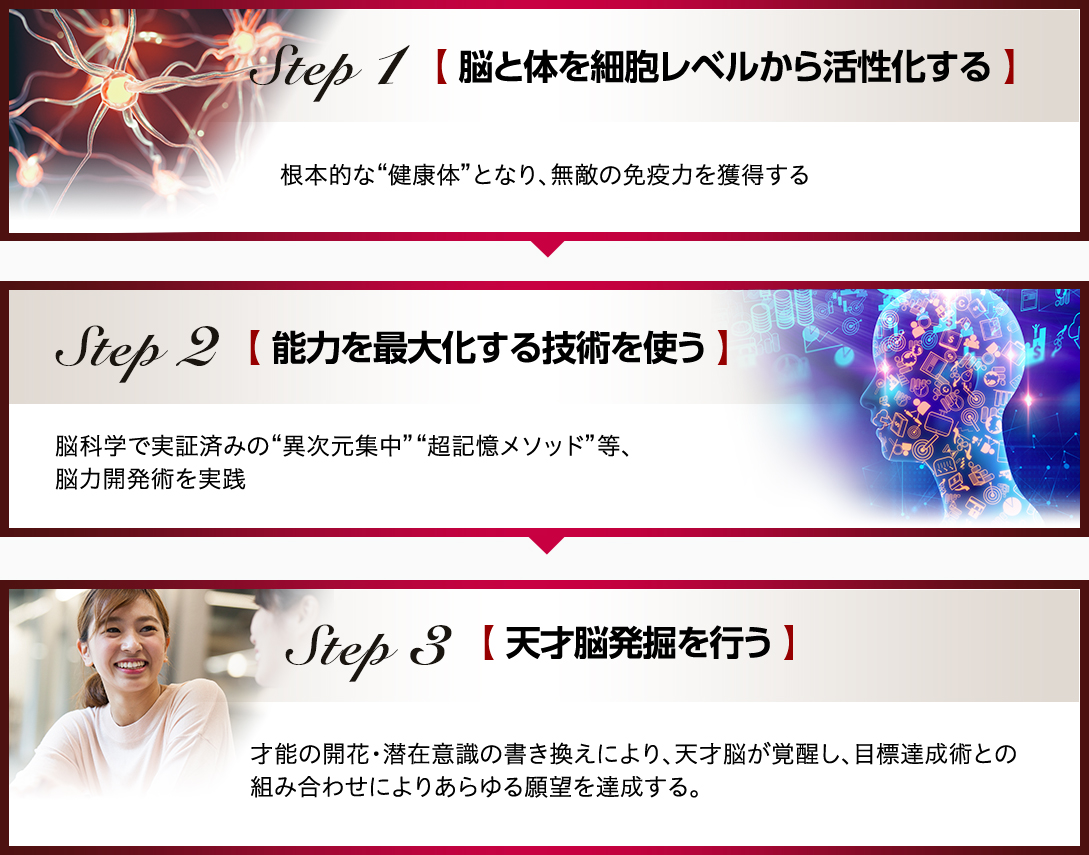 Step 1 【 脳と体を細胞レベルから活性化する 】
根本的な“健康体”となり、無敵の免疫力を獲得する
Step 2 【 能力を最大化する技術を使う 】
脳科学で実証済みの“異次元集中”“超記憶メソッド”等、
脳力開発術を実践
Step 3 【 天才脳発掘を行う 】
才能の開花・潜在意識の書き換えにより、天才脳が覚醒し、目標達成術との
組み合わせによりあらゆる願望を達成する。